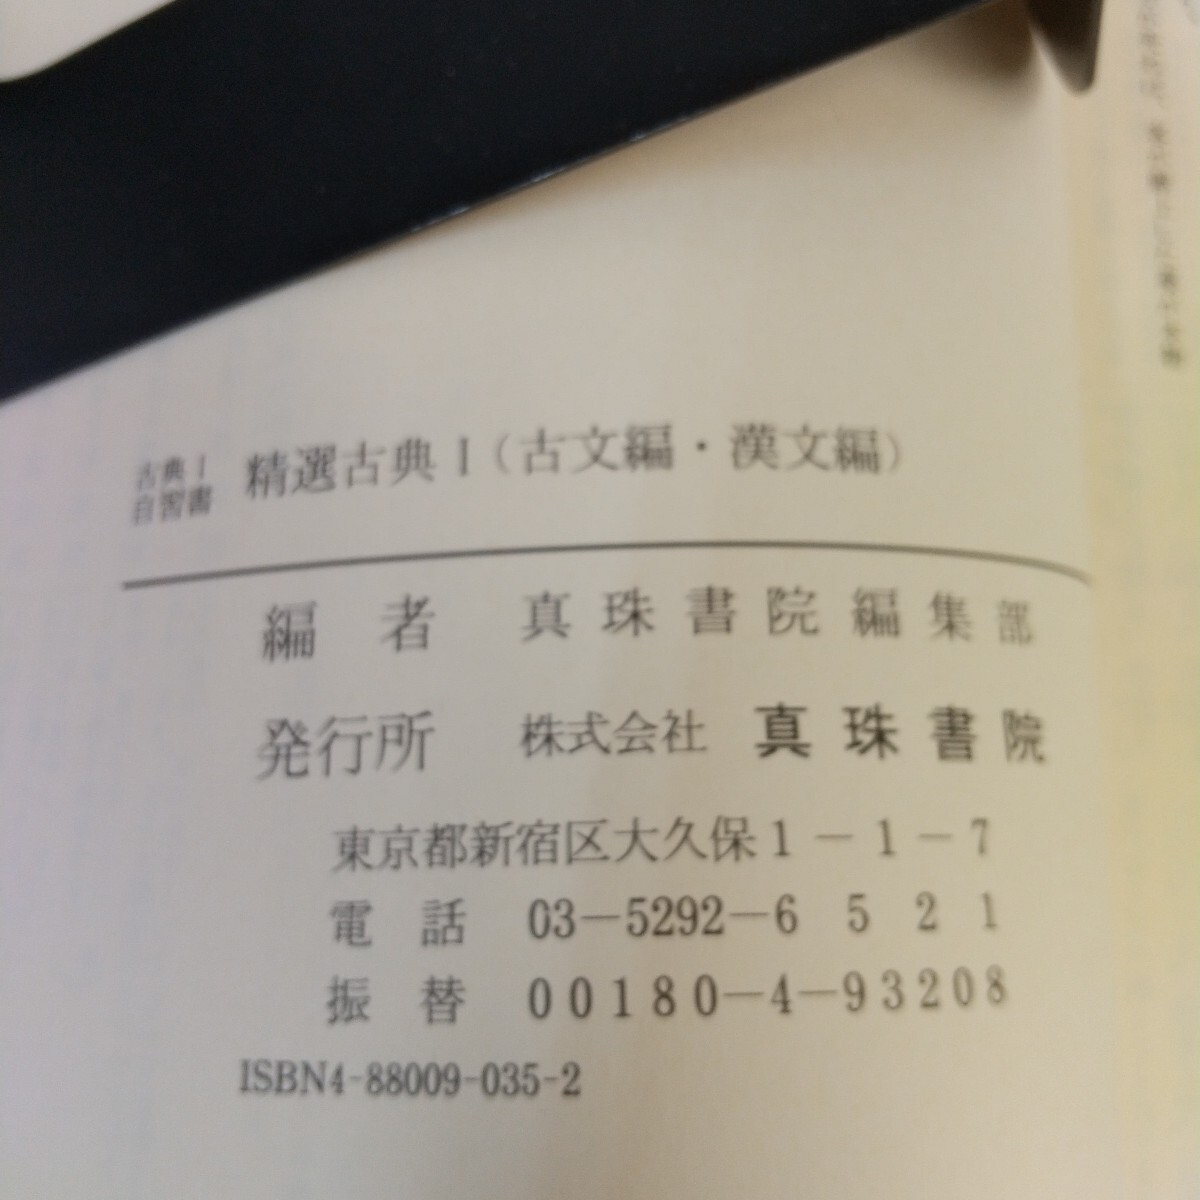 古典Ⅰ
自習書
精選古典Ⅰ（古文編・漢文編）
編者 真珠書院編集部
発行所 株式会社 真珠書院
東京都新宿区大久保1－1－7
電話 03－5292－6521
振替 00180－4－93208
ISBN4-88009-035-2